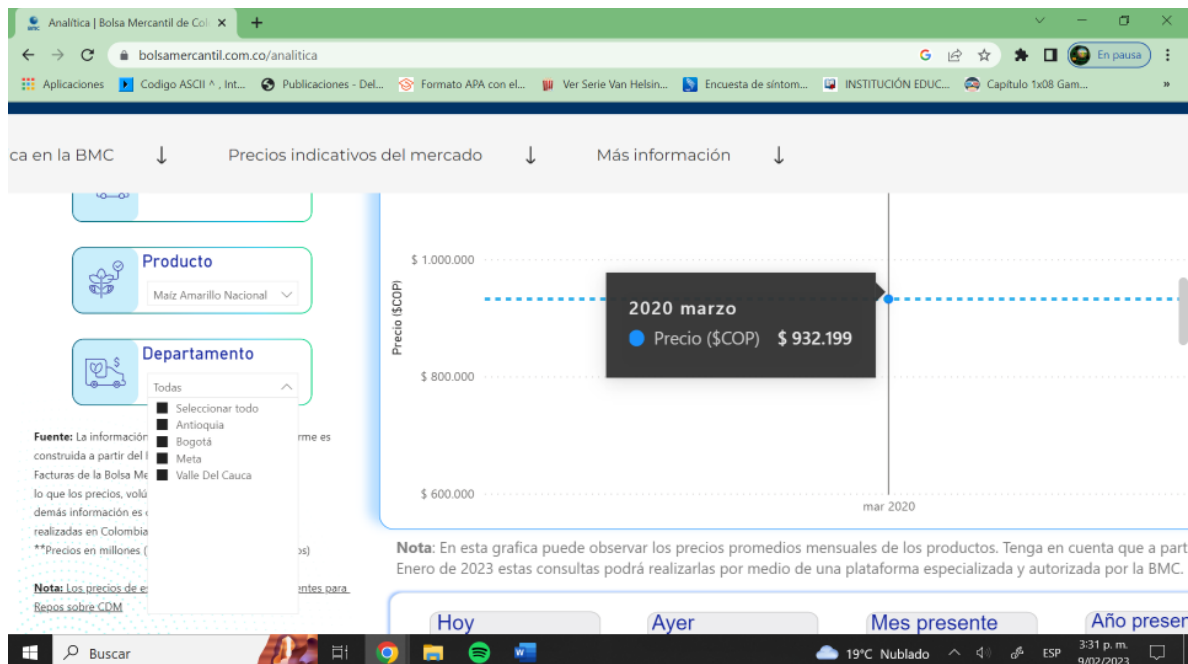 Analítica | Bolsa Mercantil de Col
bolsamercantil.com.co/analitica
En pausa
Aplicaciones
Codigo ASCII ^ , Int...
Publicaciones - Del...
Formato APA con el...
Ver Serie Van Helsin...
Encuesta de síntom...
INSTITUCIÓN EDUC...
Capítulo 1x08 Gam...
»
ca en la BMC ↓
Precios indicativos del mercado ↓
Más información ↓
Producto
Maíz Amarillo Nacional
Departamento
Todas
Seleccionar todo
Antioquia
Bogotá
Meta
Valle Del Cauca
Fuente: La información rme es
construida a partir del
Facturas de la Bolsa Me
lo que los precios, volú
demás información es
realizadas en Colombia
**Precios en millones ( os)
Nota: Los precios de es entes para
Repos sobre CDM
Precio ($COP)
$ 1.000.000
$ 800.000
$ 600.000
2020 marzo
Precio ($COP) $ 932.199
mar 2020
Nota: En esta grafica puede observar los precios promedios mensuales de los productos. Tenga en cuenta que a part
Enero de 2023 estas consultas podrá realizarlas por medio de una plataforma especializada y autorizada por la BMC.
Hoy
Ayer
Mes presente
Año preser
Buscar
19°C Nublado
ESP
3:31 p. m.
9/02/2023